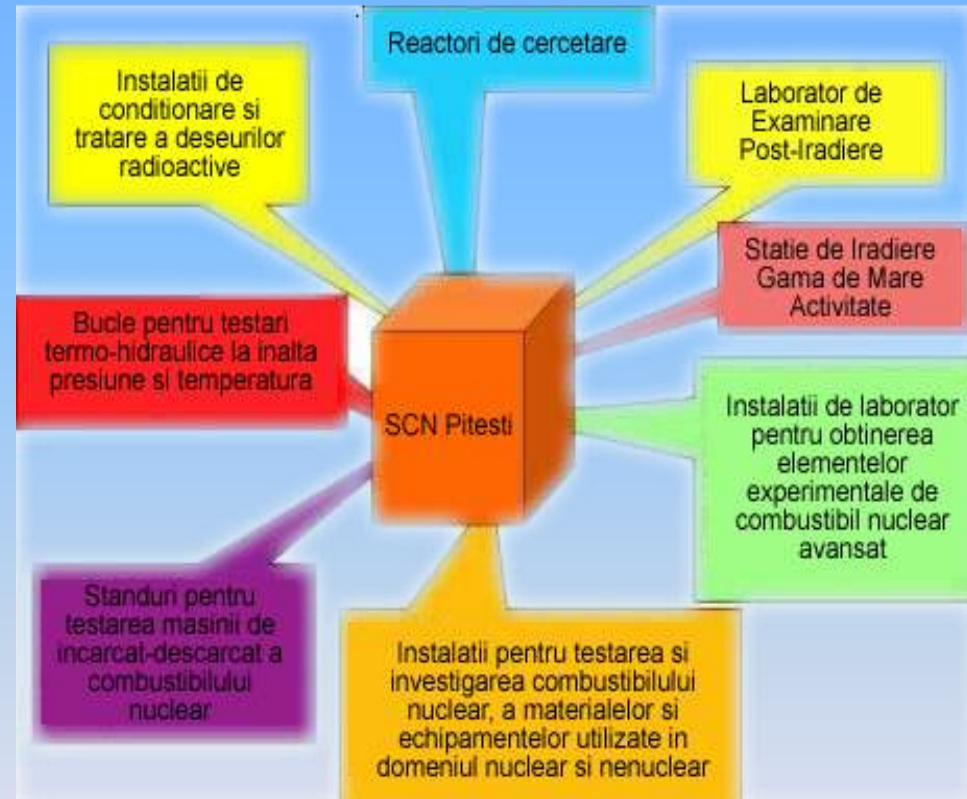 Reactori de cercetare
Instalatii de
conditionare si
tratare a deseurilor
radioactive
Laborator de
Examinare
Post-Iradiere
Statie de Iradiere
Gama de Mare
Activitate
Bucle pentru testari
termo-hidraulice la inalta
presiune si temperatura
SCN Pitesti
Instalatii de laborator
pentru obtinerea
elementelor
experimentale de
combustibil nuclear
avansat
Standuri pentru
testarea masinii de
incarcat-descarcat a
combustibilului
nuclear
Instalatii pentru testarea si
investigarea combustibilului
nuclear, a materialelor si
echipamentelor utilizate in
domeniul nuclear si nenuclear